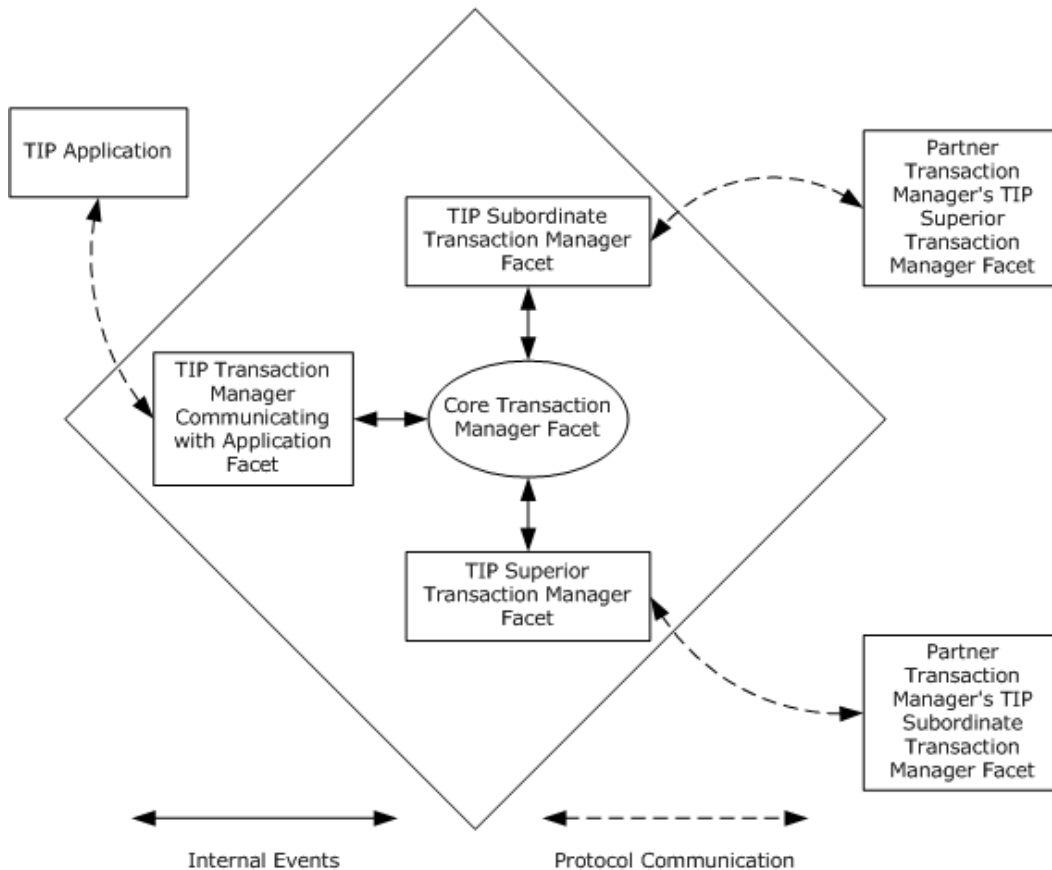 TIP Application
Partner
Transaction
Manager's TIP
Superior
Transaction
Manager Facet
TIP Subordinate
Transaction Manager
Facet
TIP Transaction
Manager
Communicating
with Application
Facet
Core Transaction
Manager Facet
TIP Superior
Transaction Manager
Facet
Partner
Transaction
Manager's TIP
Subordinate
Transaction
Manager Facet
Internal Events
Protocol Communication